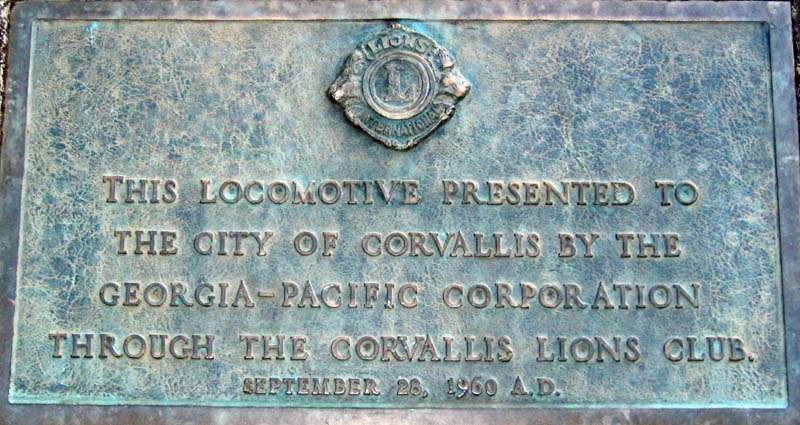 LIONS
L
INTERNATIONAL
THIS LOCOMOTIVE PRESENTED TO
THE CITY OF CORVALLIS BY THE
GEORGIA-PACIFIC CORPORATION
THROUGH THE CORVALLIS LIONS CLUB.
SEPTEMBER 28, 1960 A.D.